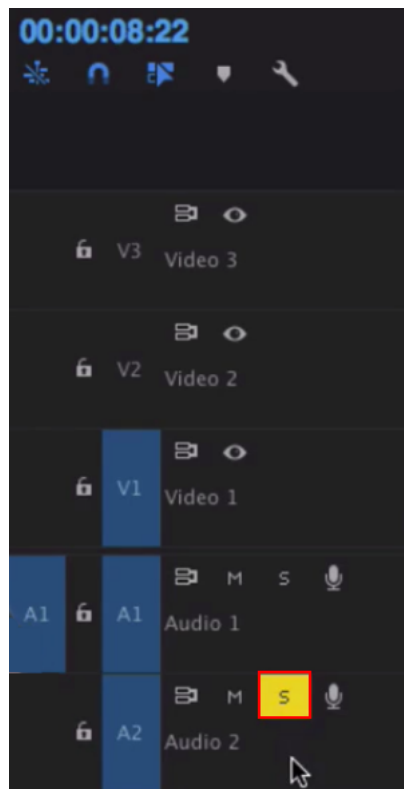 00:00:08:22
V3 Video 3
V2 Video 2
V1 Video 1
M S
A1 A1 Audio 1
M S
A2 Audio 2